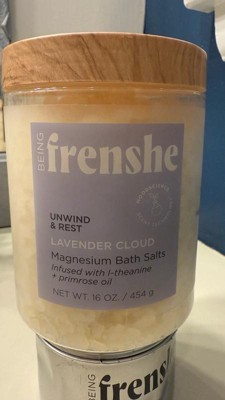 BEING
frenshe
UNWIND
& REST
LAVENDER CLOUD
Magnesium Bath Salts
Infused with l-theanine
+ primrose oil
NET WT. 16 OZ. / 454 g
BEING
frens